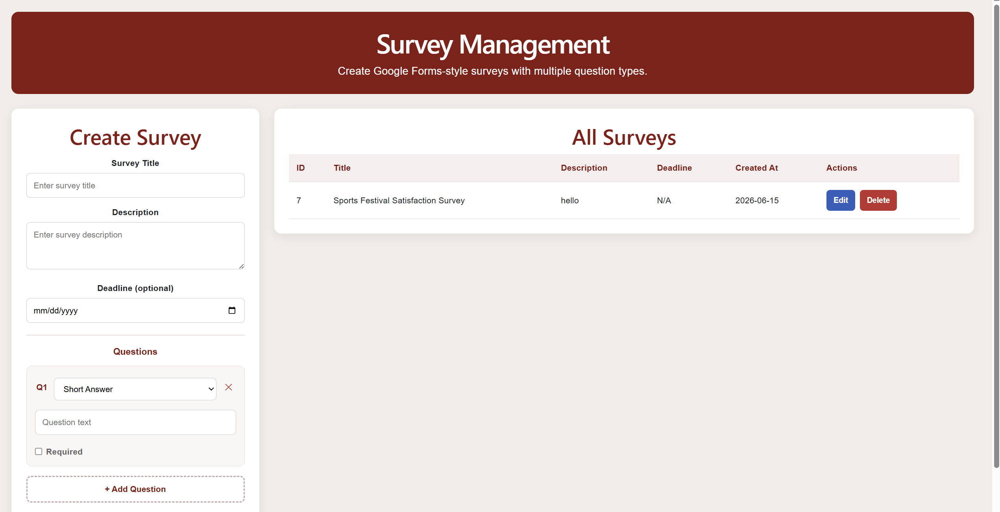 Survey Management
Create Google Forms-style surveys with multiple question types.
Create Survey
Survey Title
Enter survey title
Description
Enter survey description
Deadline (optional)
mm/dd/yyyy
Questions
Q1 Short Answer
Question text
Required
+ Add Question
All Surveys
ID Title Description Deadline Created At Actions
7 Sports Festival Satisfaction Survey hello N/A 2026-06-15 Edit Delete